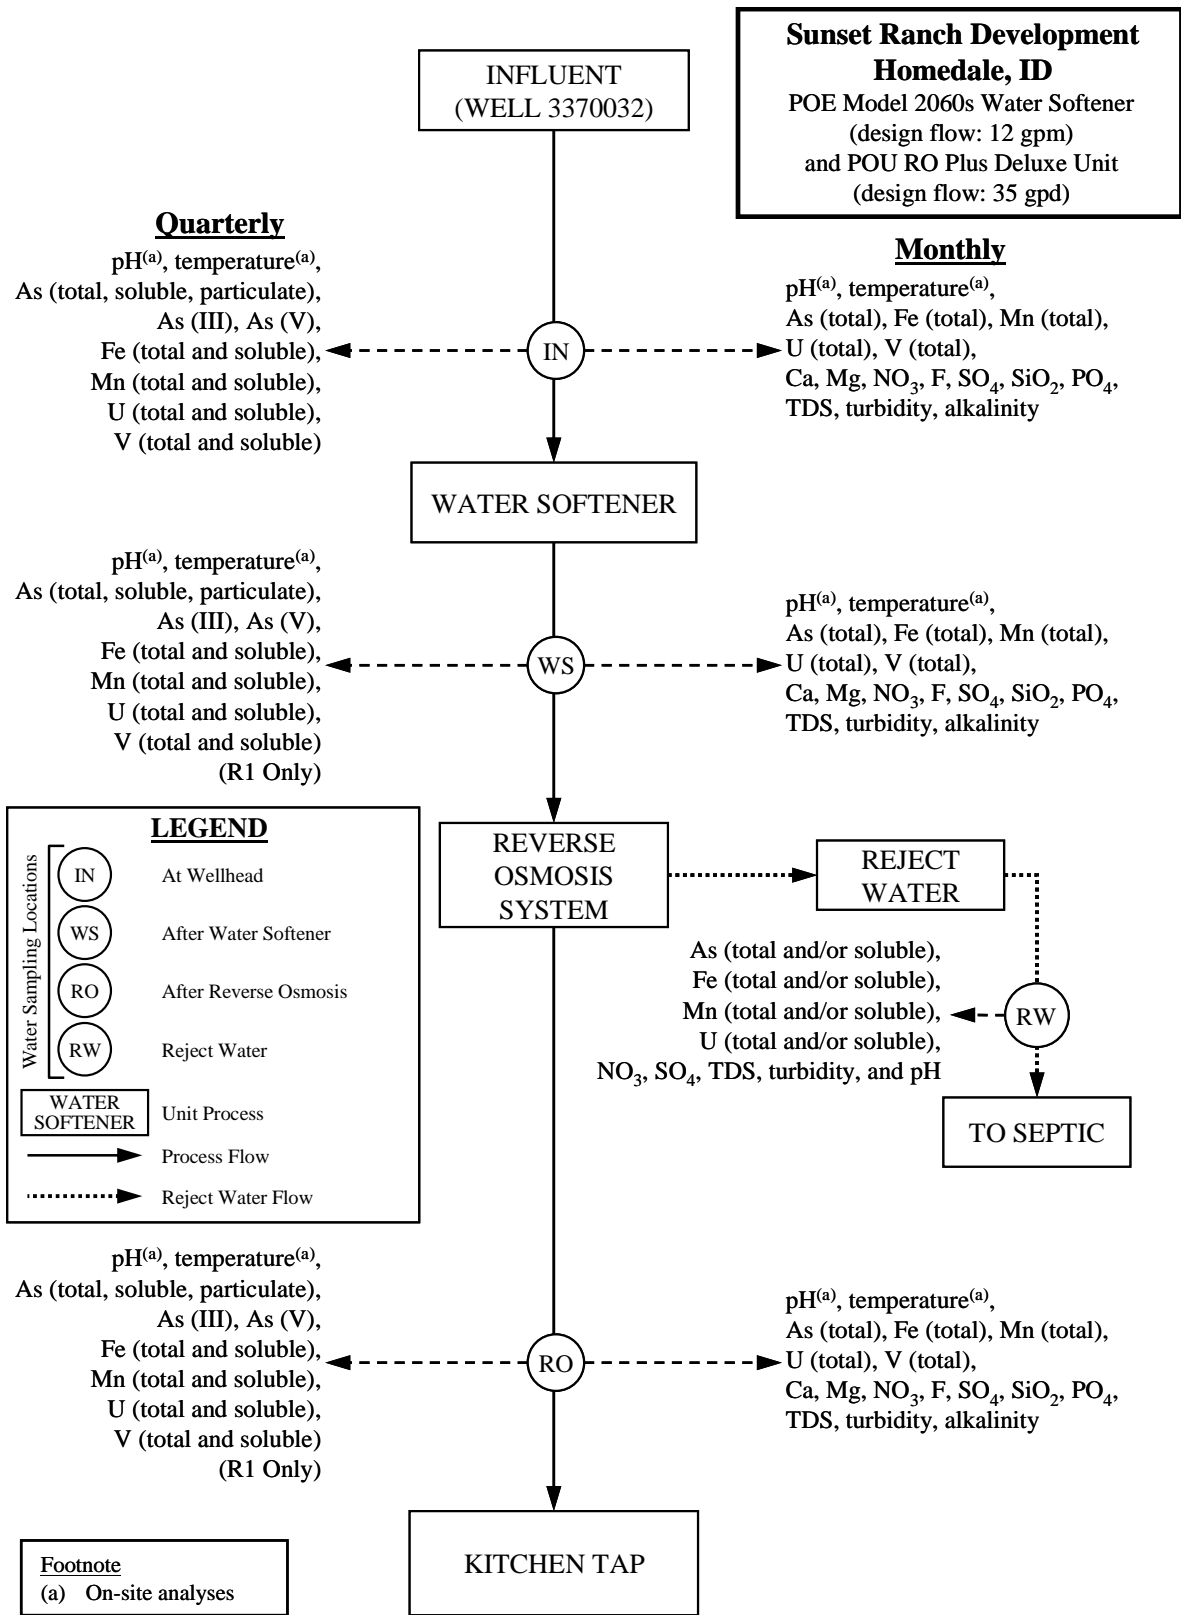 Sunset Ranch Development
Homedale, ID
POE Model 2060s Water Softener
(design flow: 12 gpm)
and POU RO Plus Deluxe Unit
(design flow: 35 gpd)
INFLUENT
(WELL 3370032)
Quarterly
pH(a), temperature(a),
As (total, soluble, particulate),
As (III), As (V),
Fe (total and soluble),
Mn (total and soluble),
U (total and soluble),
V (total and soluble)
IN
Monthly
pH(a), temperature(a),
As (total), Fe (total), Mn (total),
U (total), V (total),
Ca, Mg, NO3, F, SO4, SiO2, PO4,
TDS, turbidity, alkalinity
WATER SOFTENER
pH(a), temperature(a),
As (total, soluble, particulate),
As (III), As (V),
Fe (total and soluble),
Mn (total and soluble),
U (total and soluble),
V (total and soluble)
(R1 Only)
WS
pH(a), temperature(a),
As (total), Fe (total), Mn (total),
U (total), V (total),
Ca, Mg, NO3, F, SO4, SiO2, PO4,
TDS, turbidity, alkalinity
REVERSE
OSMOSIS
SYSTEM
REJECT
WATER
As (total and/or soluble),
Fe (total and/or soluble),
Mn (total and/or soluble),
U (total and/or soluble),
NO3, SO4, TDS, turbidity, and pH
RW
TO SEPTIC
LEGEND
Water Sampling Locations
IN At Wellhead
WS After Water Softener
RO After Reverse Osmosis
RW Reject Water
WATER
SOFTENER
Unit Process
Process Flow
Reject Water Flow
pH(a), temperature(a),
As (total, soluble, particulate),
As (III), As (V),
Fe (total and soluble),
Mn (total and soluble),
U (total and soluble),
V (total and soluble)
(R1 Only)
RO
pH(a), temperature(a),
As (total), Fe (total), Mn (total),
U (total), V (total),
Ca, Mg, NO3, F, SO4, SiO2, PO4,
TDS, turbidity, alkalinity
KITCHEN TAP
Footnote
(a) On-site analyses